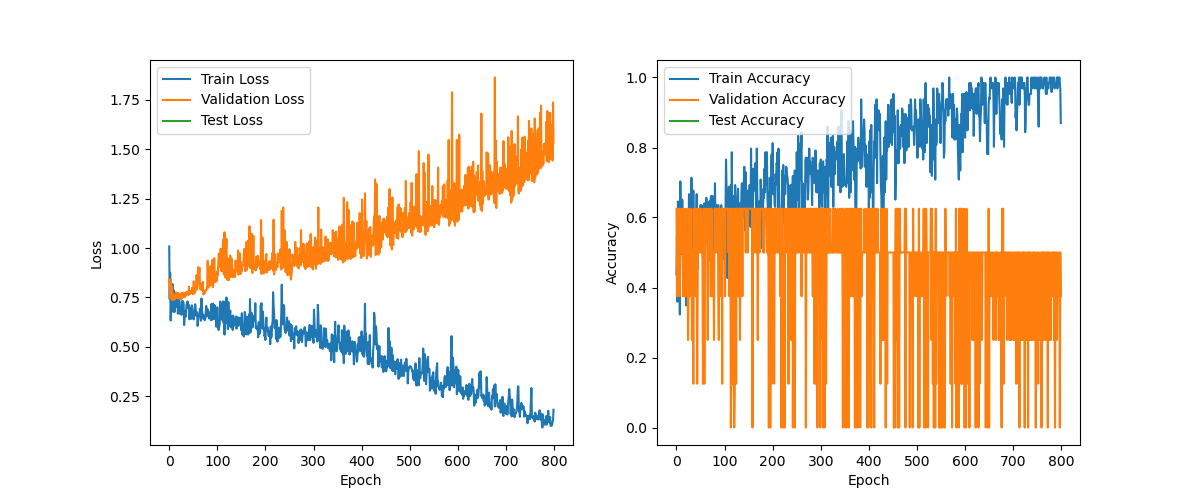 Train Loss
Validation Loss
Test Loss
1.75
1.50
1.25
1.00
0.75
0.50
0.25
Loss
0 100 200 300 400 500 600 700 800
Epoch
Train Accuracy
Validation Accuracy
Test Accuracy
1.0
0.8
0.6
0.4
0.2
0.0
Accuracy
0 100 200 300 400 500 600 700 800
Epoch